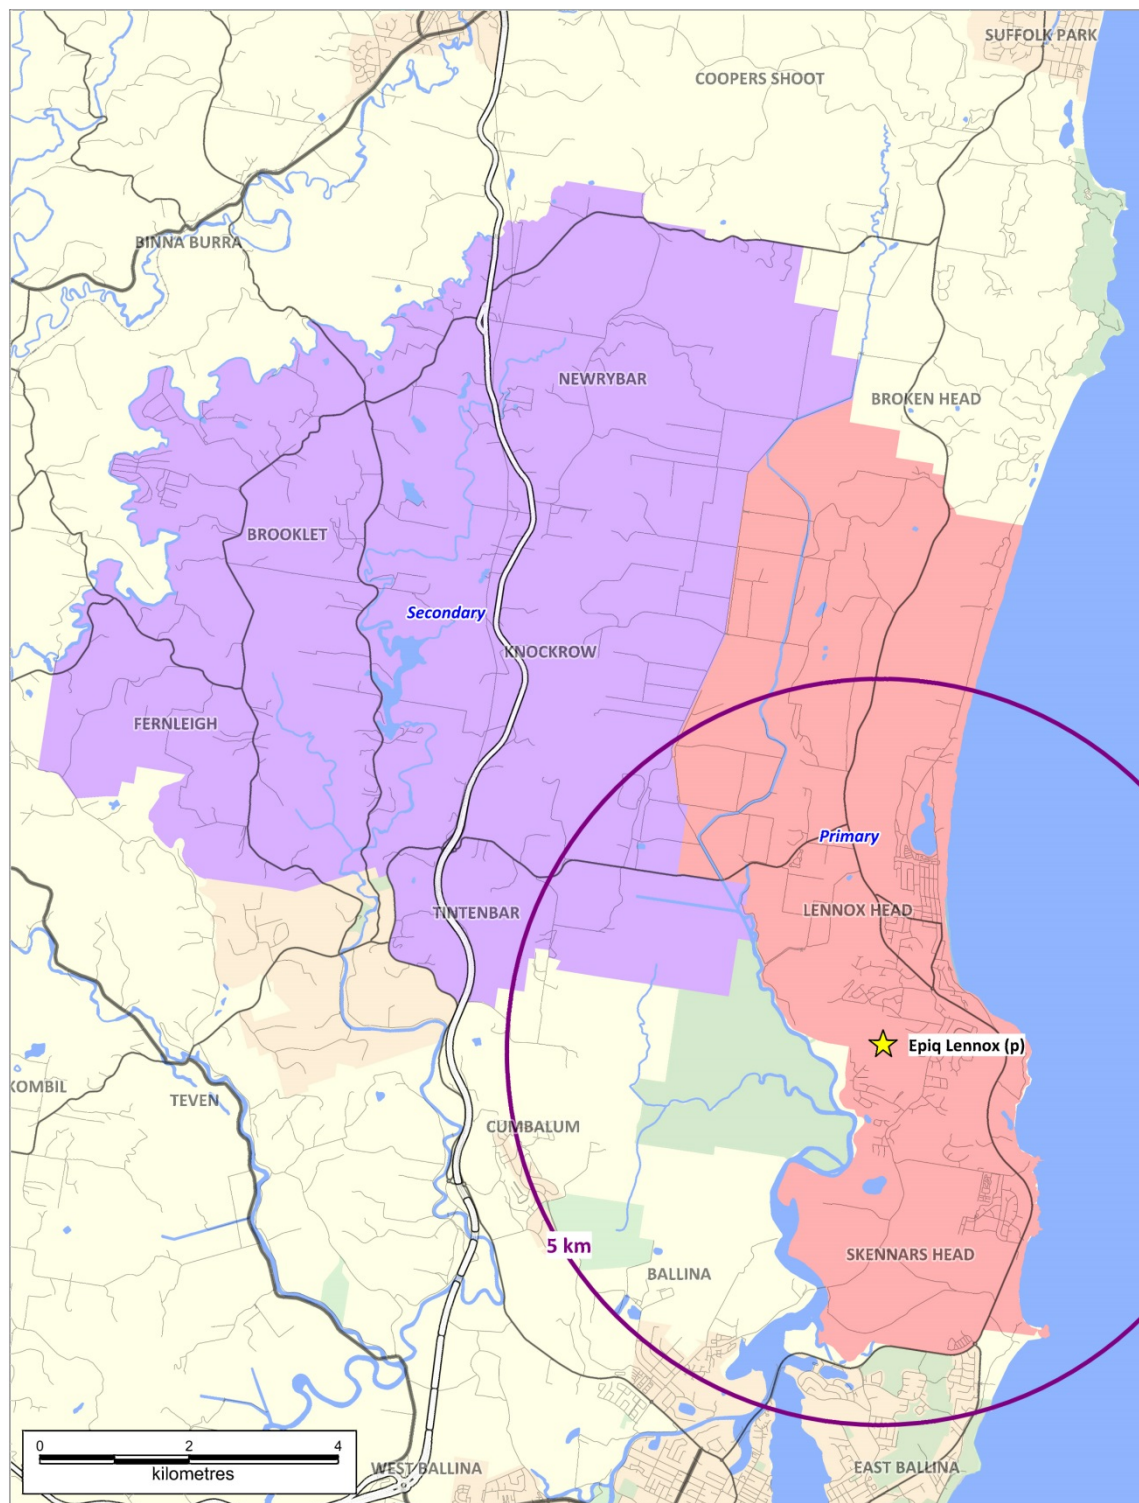 SUFFOLK PARK
COOPERS SHOOT
BINNA BURRA
NEWRYBAR
BROKEN HEAD
BROOKLET
Secondary
KNOCKROW
FERNLEIGH
Primary
LENNOX HEAD
TINTENBAR
Epiq Lennox (p)
KOMBIL
TEVEN
CUMBALUM
5 km
SKENNARS HEAD
BALLINA
0 2 4
kilometres
WEST BALLINA
EAST BALLINA